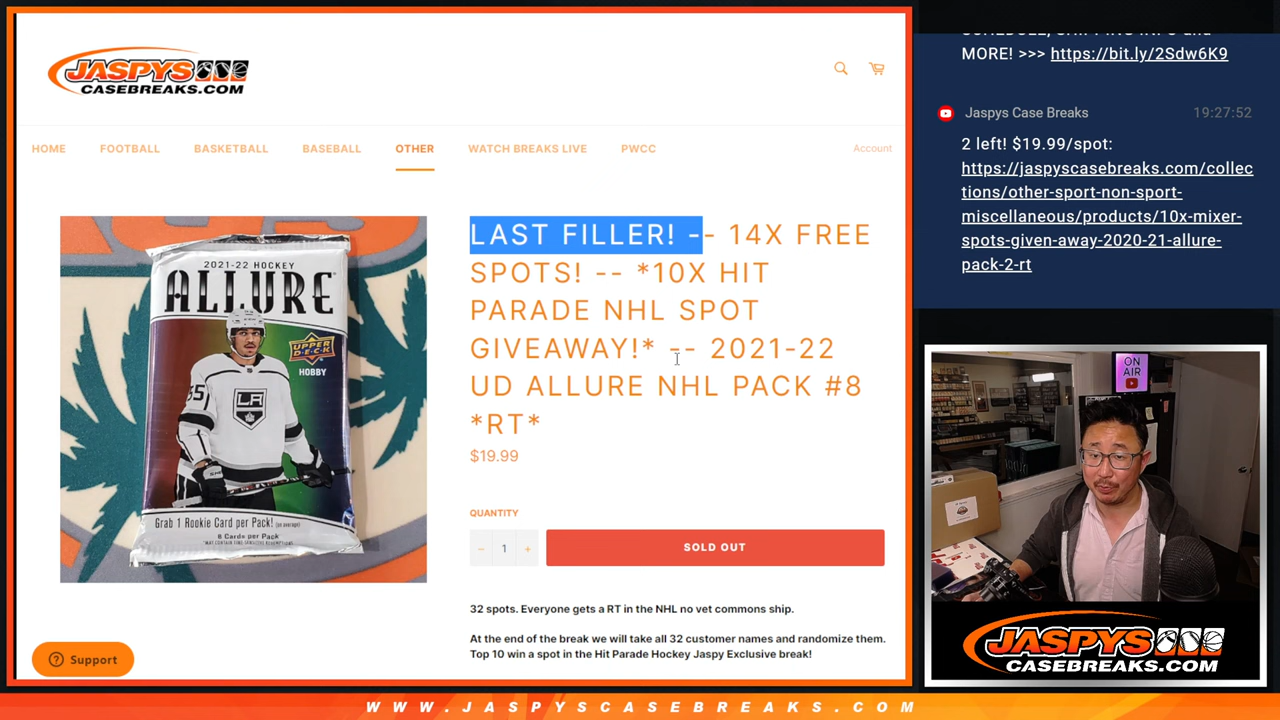 JASPYS
CASEBREAKS.COM
HOME
FOOTBALL
BASKETBALL
BASEBALL
OTHER
WATCH BREAKS LIVE
PWCC
Account
2021-22 HOCKEY
ALLURE
UPPER DECK
HOBBY
LA
Grab 1 Rookie Card per Pack!
8 Cards per Pack
LAST FILLER! -- 14X FREE
SPOTS! -- *10X HIT
PARADE NHL SPOT
GIVEAWAY!* -- 2021-22
UD ALLURE NHL PACK #8
*RT*
$19.99
QUANTITY
− 1 +
SOLD OUT
32 spots. Everyone gets a RT in the NHL no vet commons ship.
At the end of the break we will take all 32 customer names and randomize them.
Top 10 win a spot in the Hit Parade Hockey Jaspy Exclusive break!
Support
MORE! >>> https://bit.ly/2Sdw6K9
Jaspys Case Breaks 19:27:52
2 left! $19.99/spot:
https://jaspyscasebreaks.com/collec
tions/other-sport-non-sport-
miscellaneous/products/10x-mixer-
spots-given-away-2020-21-allure-
pack-2-rt
ON
AIR
JASPYS
CASEBREAKS.COM
WWW.JASPYSCASEBREAKS.COM